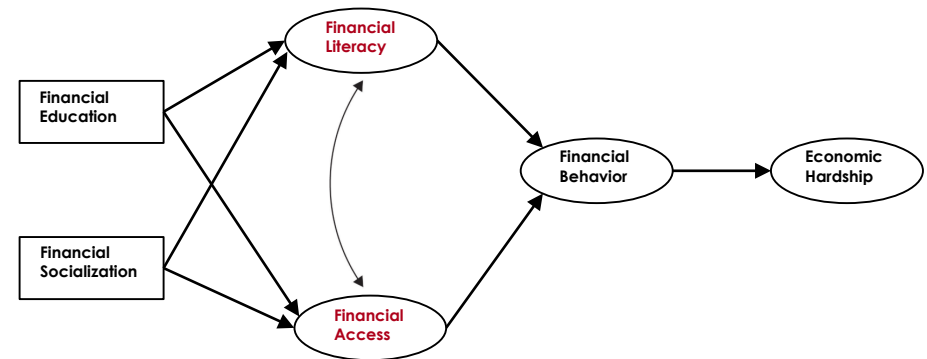 Financial
Literacy
Financial
Education
Financial
Behavior
Economic
Hardship
Financial
Socialization
Financial
Access